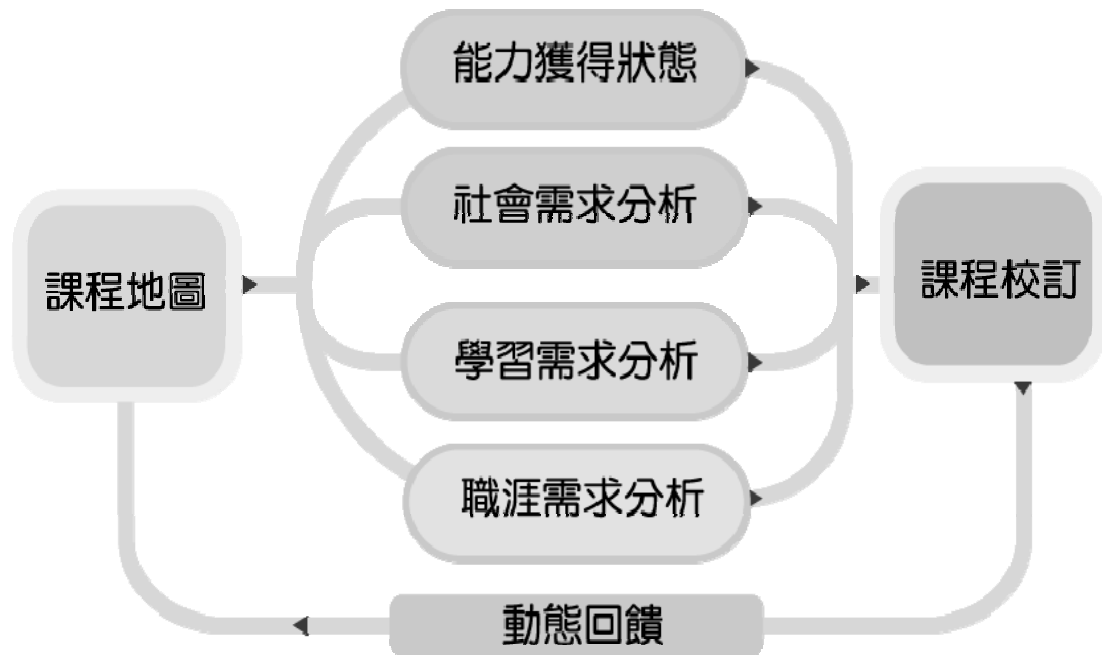 能力獲得狀態
社會需求分析
課程地圖
課程校訂
學習需求分析
職涯需求分析
動態回饋